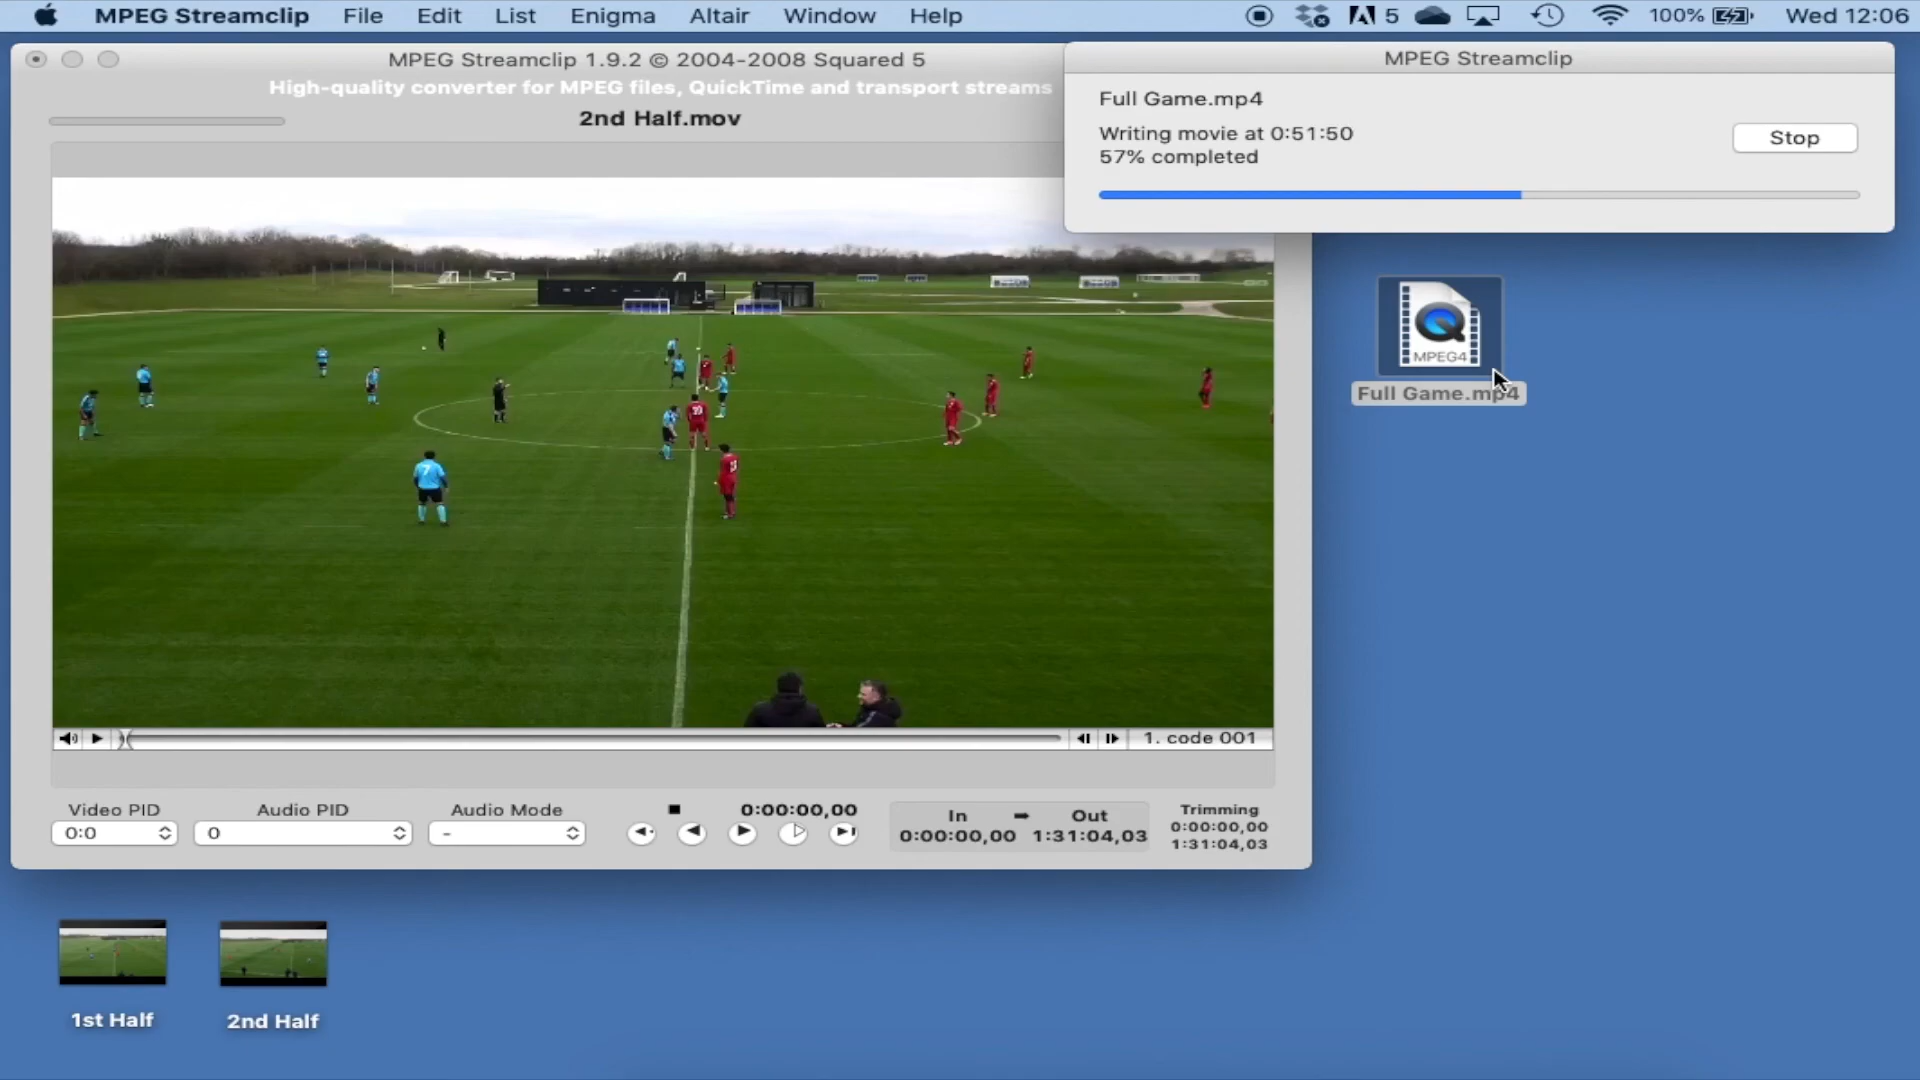 MPEG Streamclip File Edit List Enigma Altair Window Help 5 100% Wed 12:06
MPEG Streamclip 1.9.2 © 2004-2008 Squared 5
High-quality converter for MPEG files, QuickTime and transport streams
2nd Half.mov
MPEG Streamclip
Full Game.mp4
Writing movie at 0:51:50
57% completed
Stop
MPEG4
Full Game.mp4
7
1. code 001
Video PID Audio PID Audio Mode
0:0 0 -
0:00:00,00
In Out
0:00:00,00 1:31:04,03
Trimming
0:00:00,00
1:31:04,03
1st Half 2nd Half